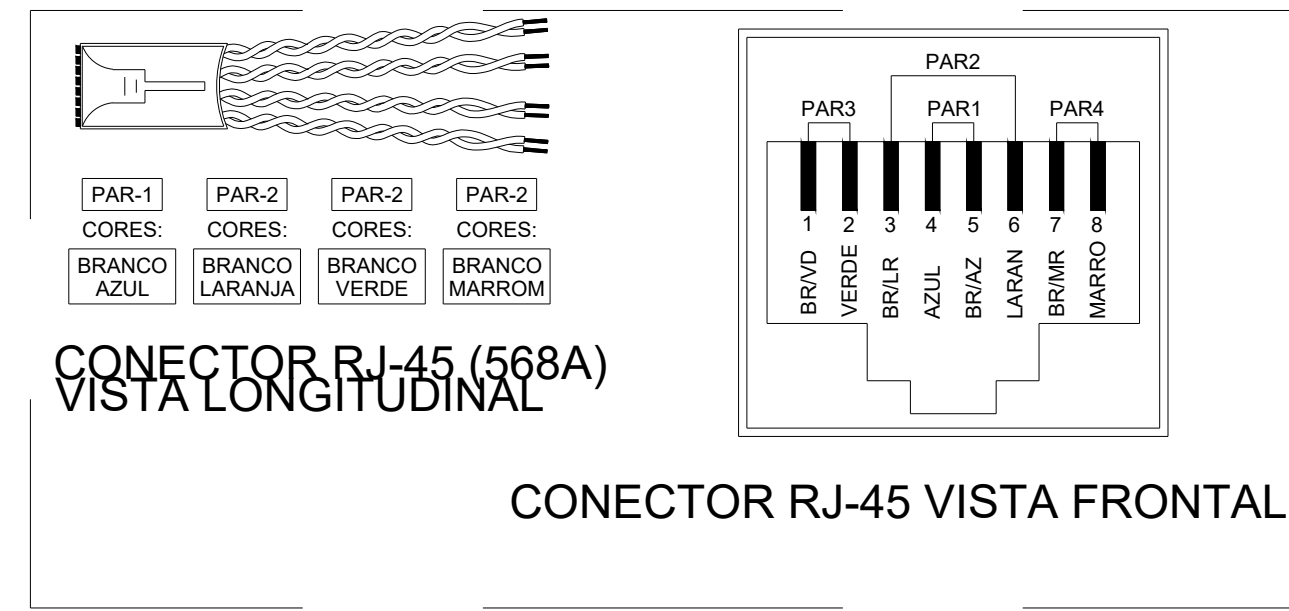 PAR-1 PAR-2 PAR-2 PAR-2
CORES: CORES: CORES: CORES:
BRANCO BRANCO BRANCO BRANCO
AZUL LARANJA VERDE MARROM
CONECTOR RJ-45 (568A)
VISTA LONGITUDINAL
PAR2
PAR3 PAR1 PAR4
1 2 3 4 5 6 7 8
BR/VD
VERDE
BR/LR
AZUL
BR/AZ
LARAN
BR/MR
MARRO
CONECTOR RJ-45 VISTA FRONTAL